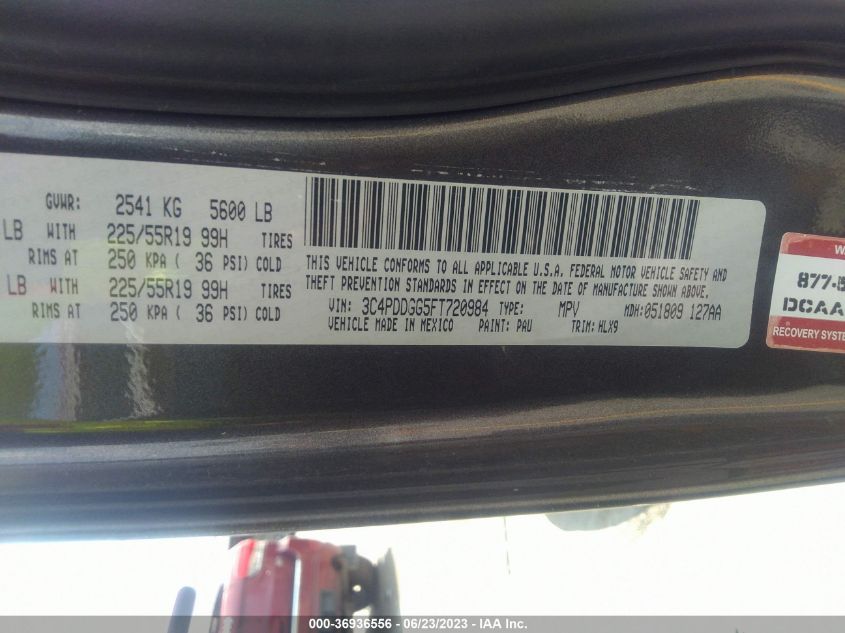 GVWR: 2541 KG 5600 LB
LB WITH 225/55R19 99H TIRES
RIMS AT 250 KPA ( 36 PSI) COLD
LB WITH 225/55R19 99H TIRES
RIMS AT 250 KPA ( 36 PSI) COLD
THIS VEHICLE CONFORMS TO ALL APPLICABLE U.S.A. FEDERAL MOTOR VEHICLE SAFETY AND
THEFT PREVENTION STANDARDS IN EFFECT ON THE DATE OF MANUFACTURE SHOWN ABOVE.
VIN: 3C4PDDGG5FT720984 TYPE: MPV MDH:051809 127AA
VEHICLE MADE IN MEXICO PAINT: PAU TRIM: HLX9
877-
DCAA
RECOVERY SYSTE
000-36936556 - 06/23/2023 - IAA Inc.